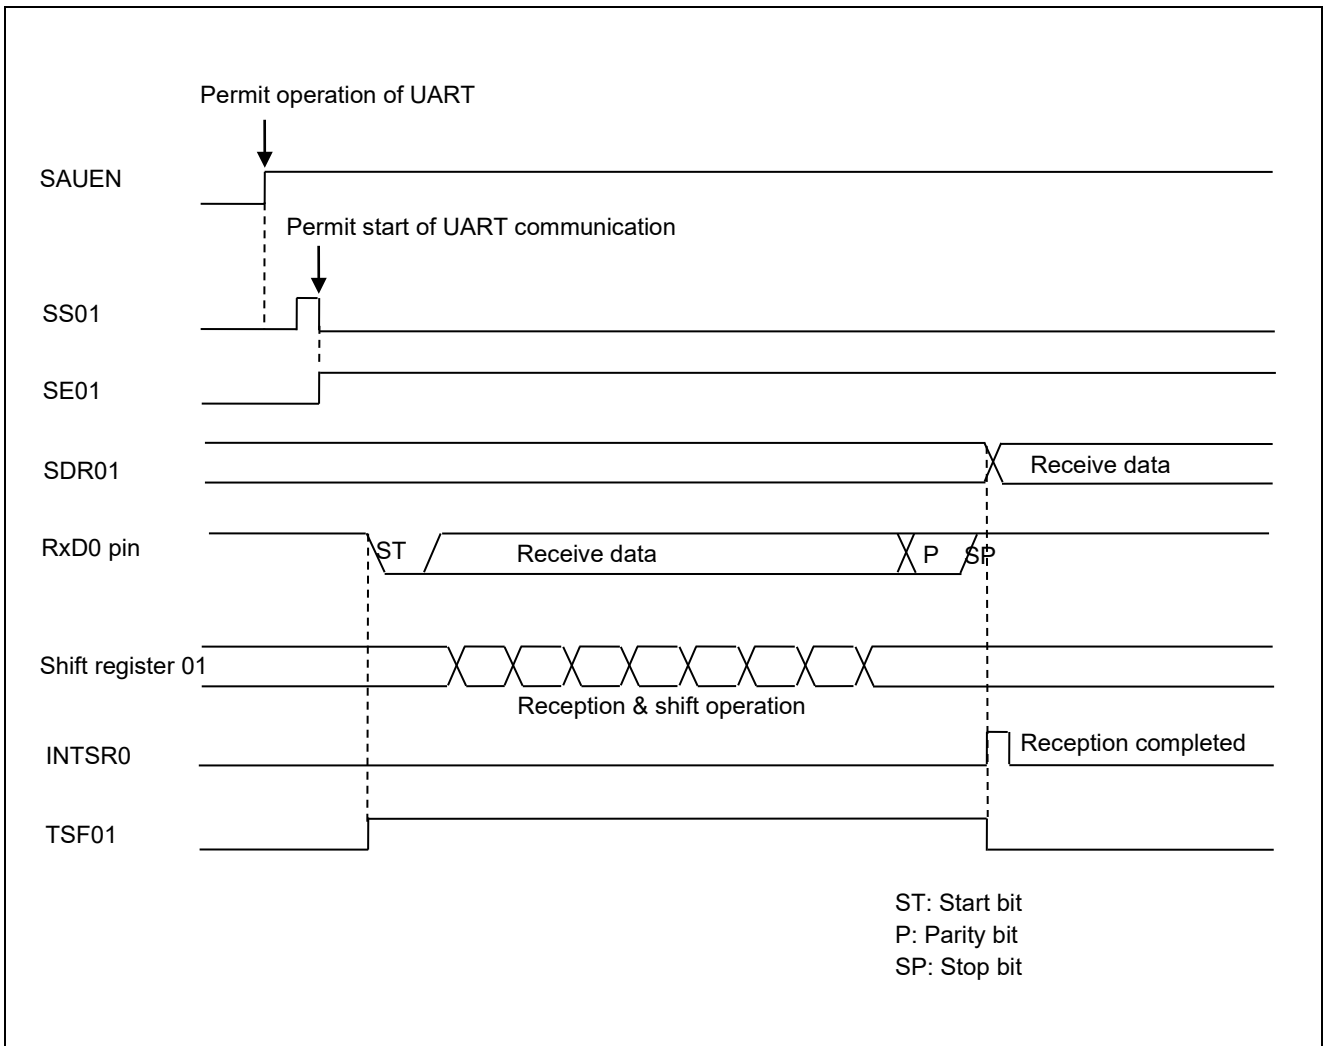 Permit operation of UART
SAUEN
Permit start of UART communication
SS01
SE01
SDR01
Receive data
RxD0 pin
ST
Receive data
P
SP
Shift register 01
Reception & shift operation
INTSR0
Reception completed
TSF01
ST: Start bit
P: Parity bit
SP: Stop bit